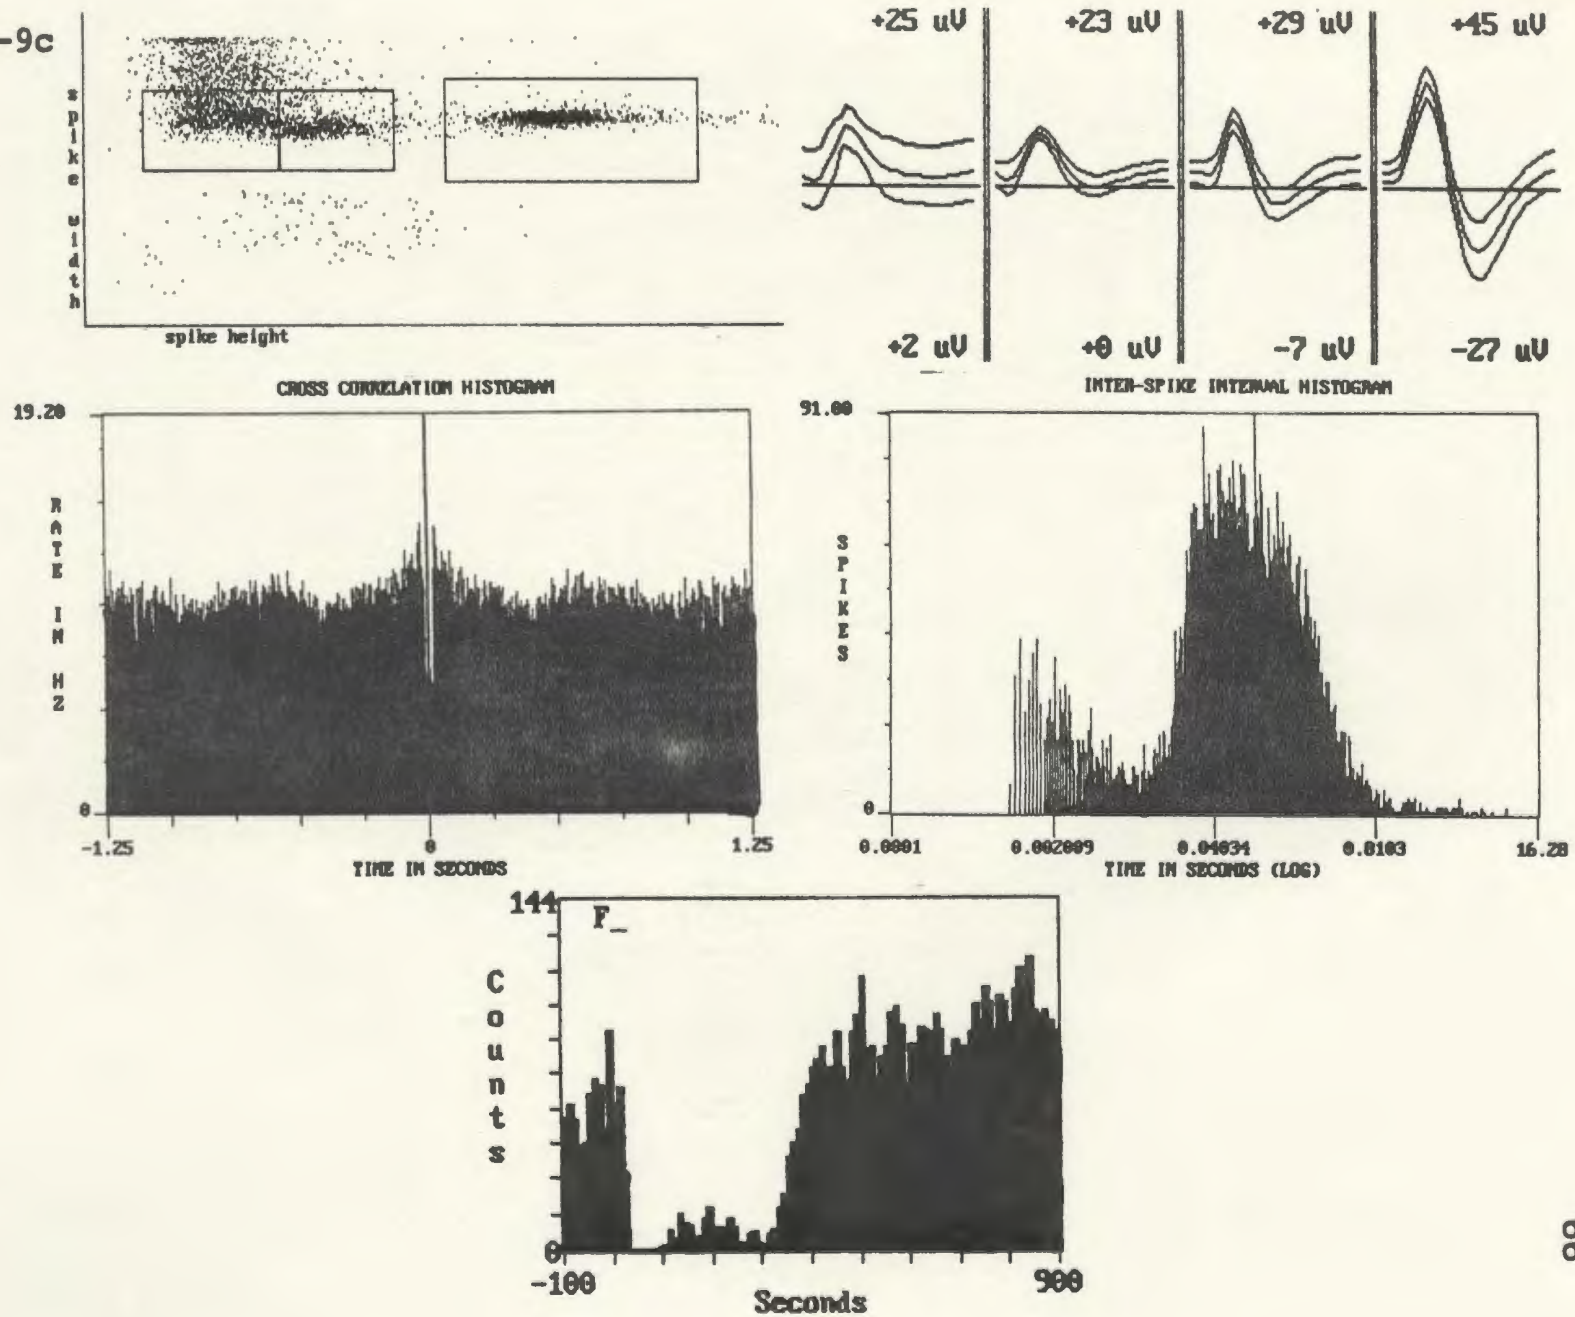 -9c
+25 uV
+23 uV
+29 uV
+45 uV
spike width
spike height
+2 uV
+0 uV
-7 uV
-27 uV
CROSS CORRELATION HISTOGRAM
19.20
RATE IN HZ
0
-1.25
0
1.25
TIME IN SECONDS
INTER-SPIKE INTERVAL HISTOGRAM
91.00
SPIKES
0
0.0001
0.002009
0.04034
0.0103
16.28
TIME IN SECONDS (LOG)
144
F_
Counts
0
-100
900
Seconds